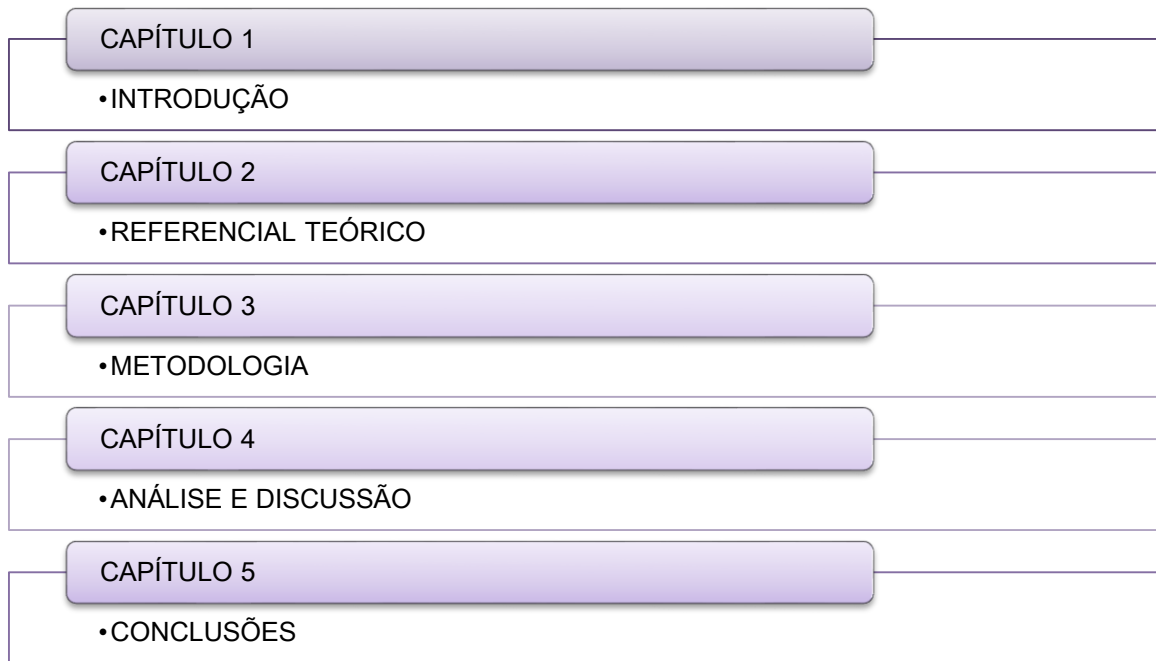 CAPÍTULO 1
•INTRODUÇÃO
CAPÍTULO 2
•REFERENCIAL TEÓRICO
CAPÍTULO 3
•METODOLOGIA
CAPÍTULO 4
•ANÁLISE E DISCUSSÃO
CAPÍTULO 5
•CONCLUSÕES